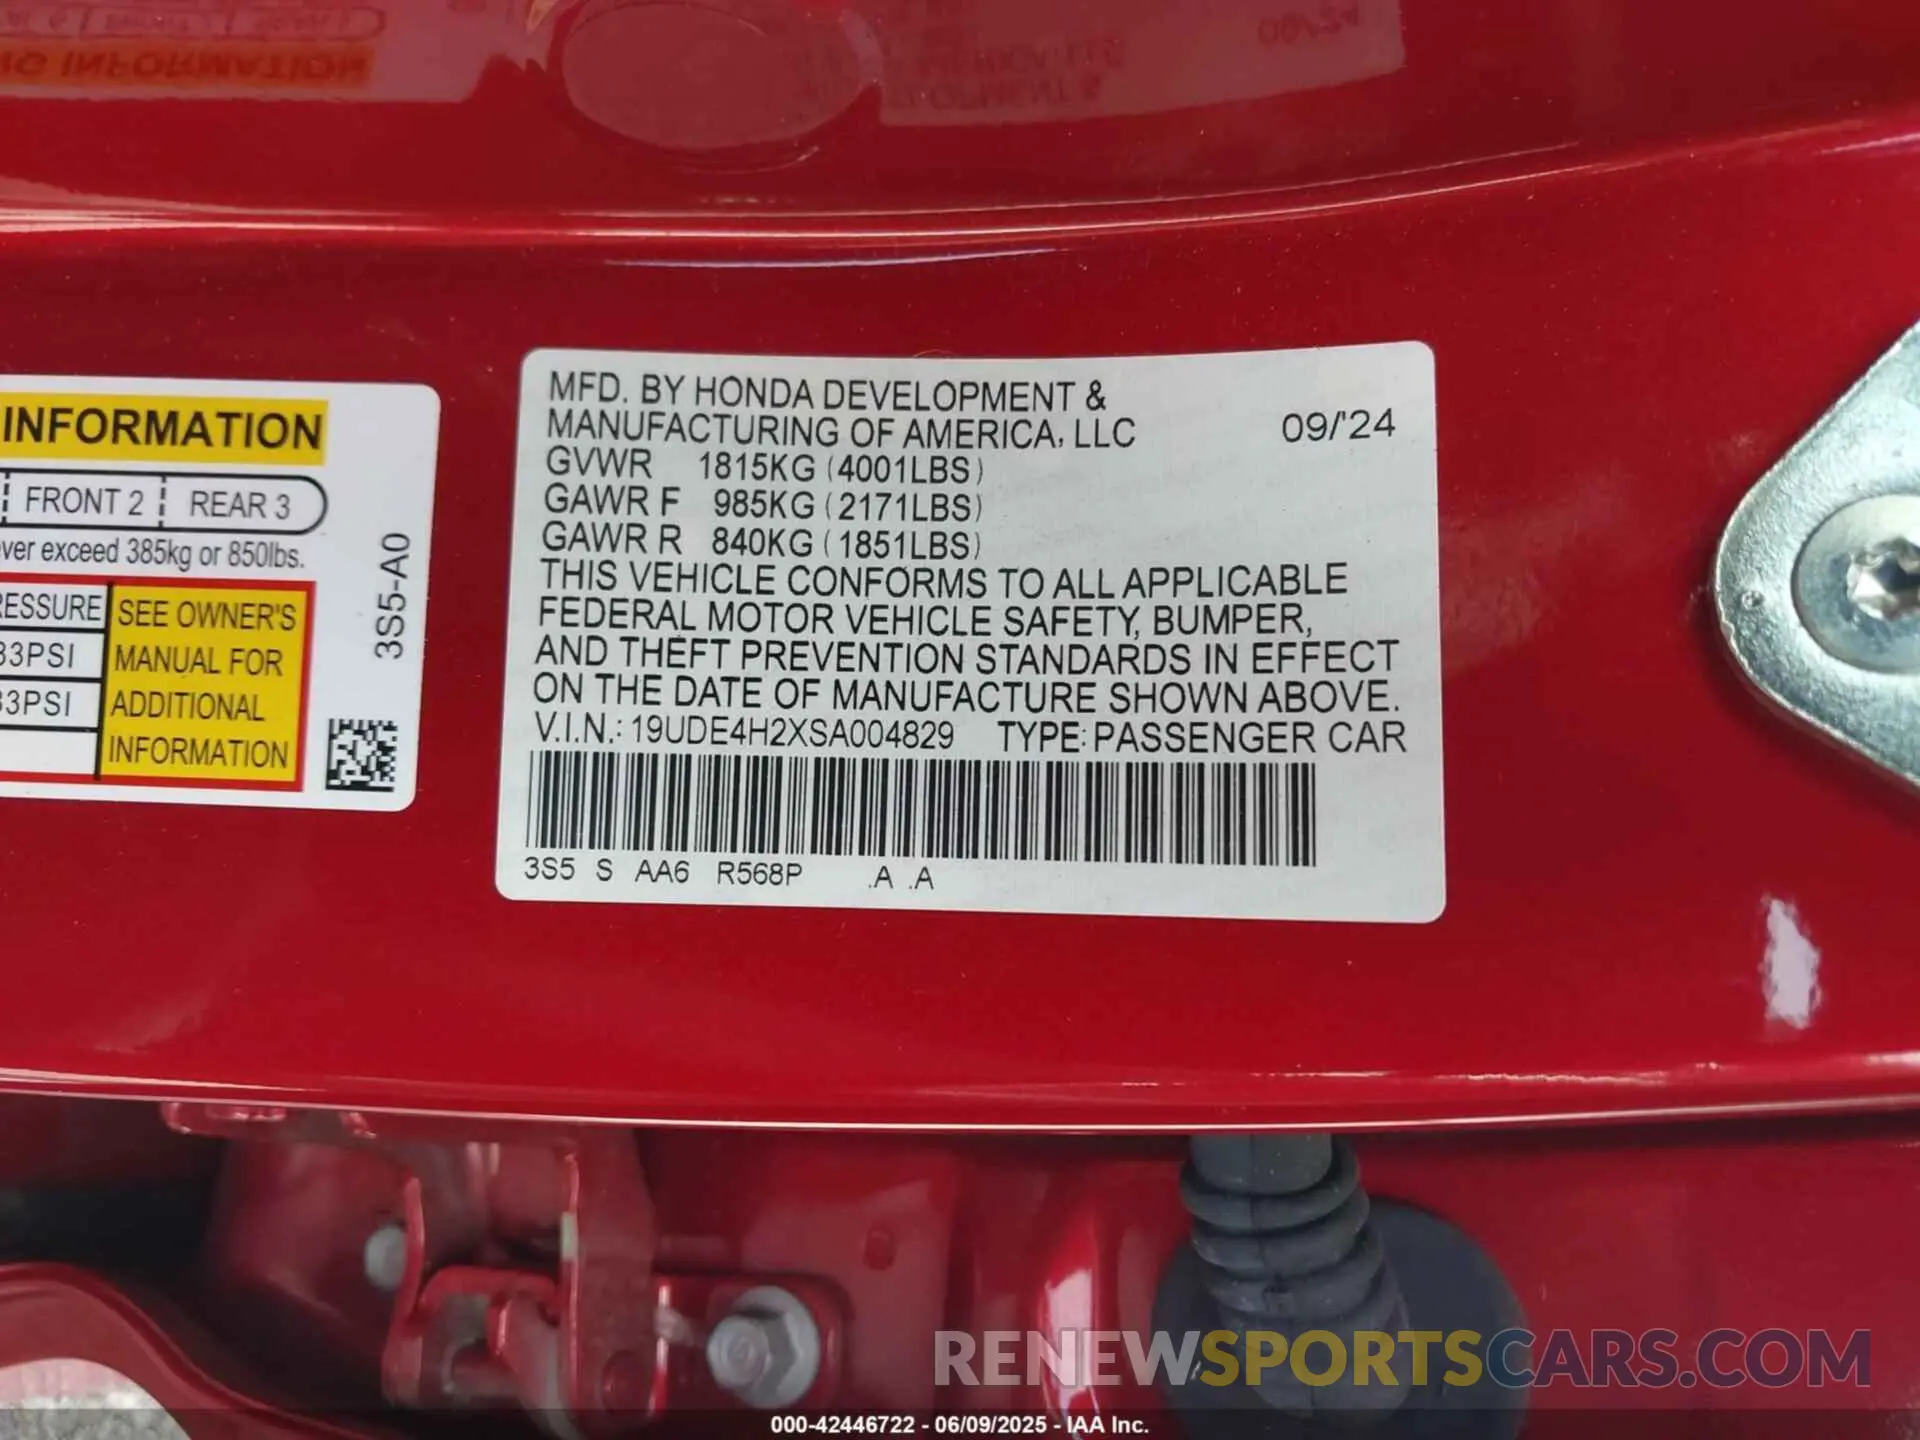 INFORMATION
FRONT 2 REAR 3
ver exceed 385kg or 850lbs.
RESSURE
33PSI
33PSI
SEE OWNER'S
MANUAL FOR
ADDITIONAL
INFORMATION
3S5-A0
MFD. BY HONDA DEVELOPMENT &
MANUFACTURING OF AMERICA, LLC 09/'24
GVWR 1815KG (4001LBS)
GAWR F 985KG (2171LBS)
GAWR R 840KG (1851LBS)
THIS VEHICLE CONFORMS TO ALL APPLICABLE
FEDERAL MOTOR VEHICLE SAFETY, BUMPER,
AND THEFT PREVENTION STANDARDS IN EFFECT
ON THE DATE OF MANUFACTURE SHOWN ABOVE.
V.I.N.: 19UDE4H2XSA004829 TYPE: PASSENGER CAR
3S5 S AA6 R568P .A .A
RENEWSPORTSCARS.COM
000-42446722 - 06/09/2025 - IAA Inc.